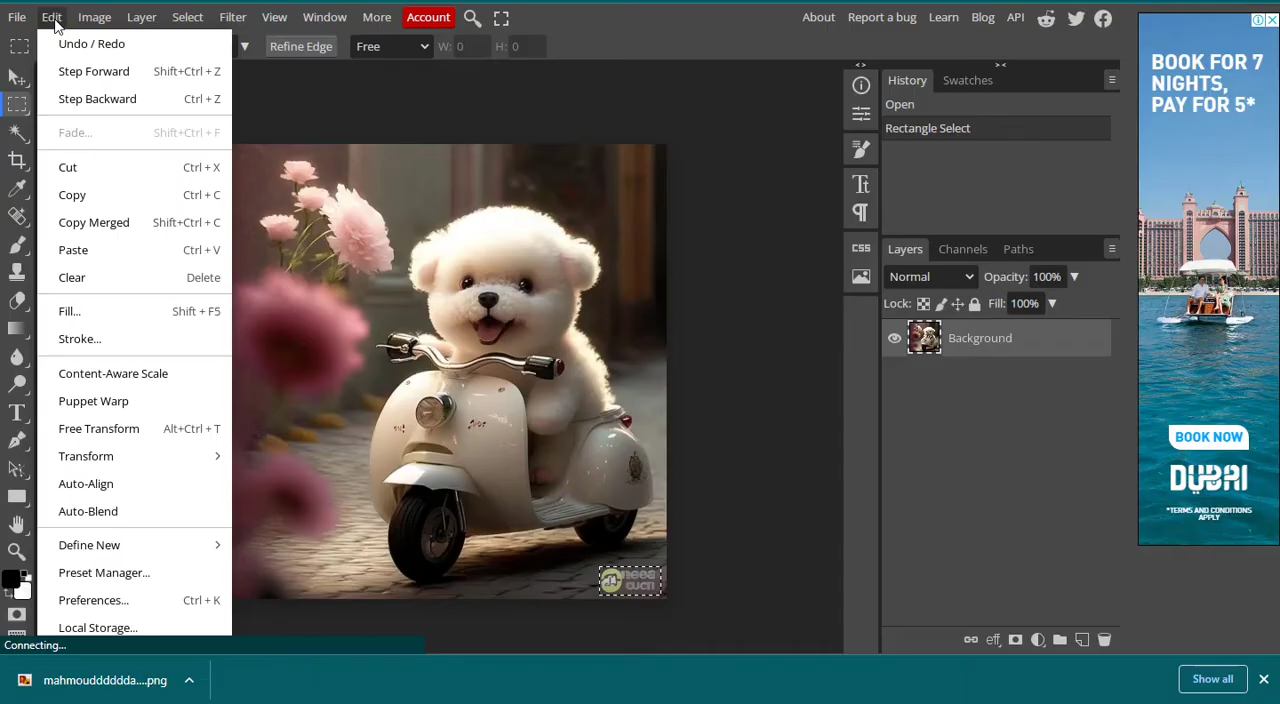 File Edit Image Layer Select Filter View Window More Account About Report a bug Learn Blog API
Refine Edge Free W: 0 H: 0
Undo / Redo
Step Forward Shift+Ctrl + Z
Step Backward Ctrl + Z
Fade... Shift+Ctrl + F
Cut Ctrl + X
Copy Ctrl + C
Copy Merged Shift+Ctrl + C
Paste Ctrl + V
Clear Delete
Fill... Shift + F5
Stroke...
Content-Aware Scale
Puppet Warp
Free Transform Alt+Ctrl + T
Transform
Auto-Align
Auto-Blend
Define New
Preset Manager...
Preferences... Ctrl + K
Local Storage...
History Swatches
Open
Rectangle Select
Tt
CSS
Layers Channels Paths
Normal Opacity: 100%
Lock: Fill: 100%
Background
eff
BOOK FOR 7
NIGHTS,
PAY FOR 5*
BOOK NOW
DUBAI
*TERMS AND CONDITIONS
APPLY
Connecting...
mahmoudddddda....png
Show all